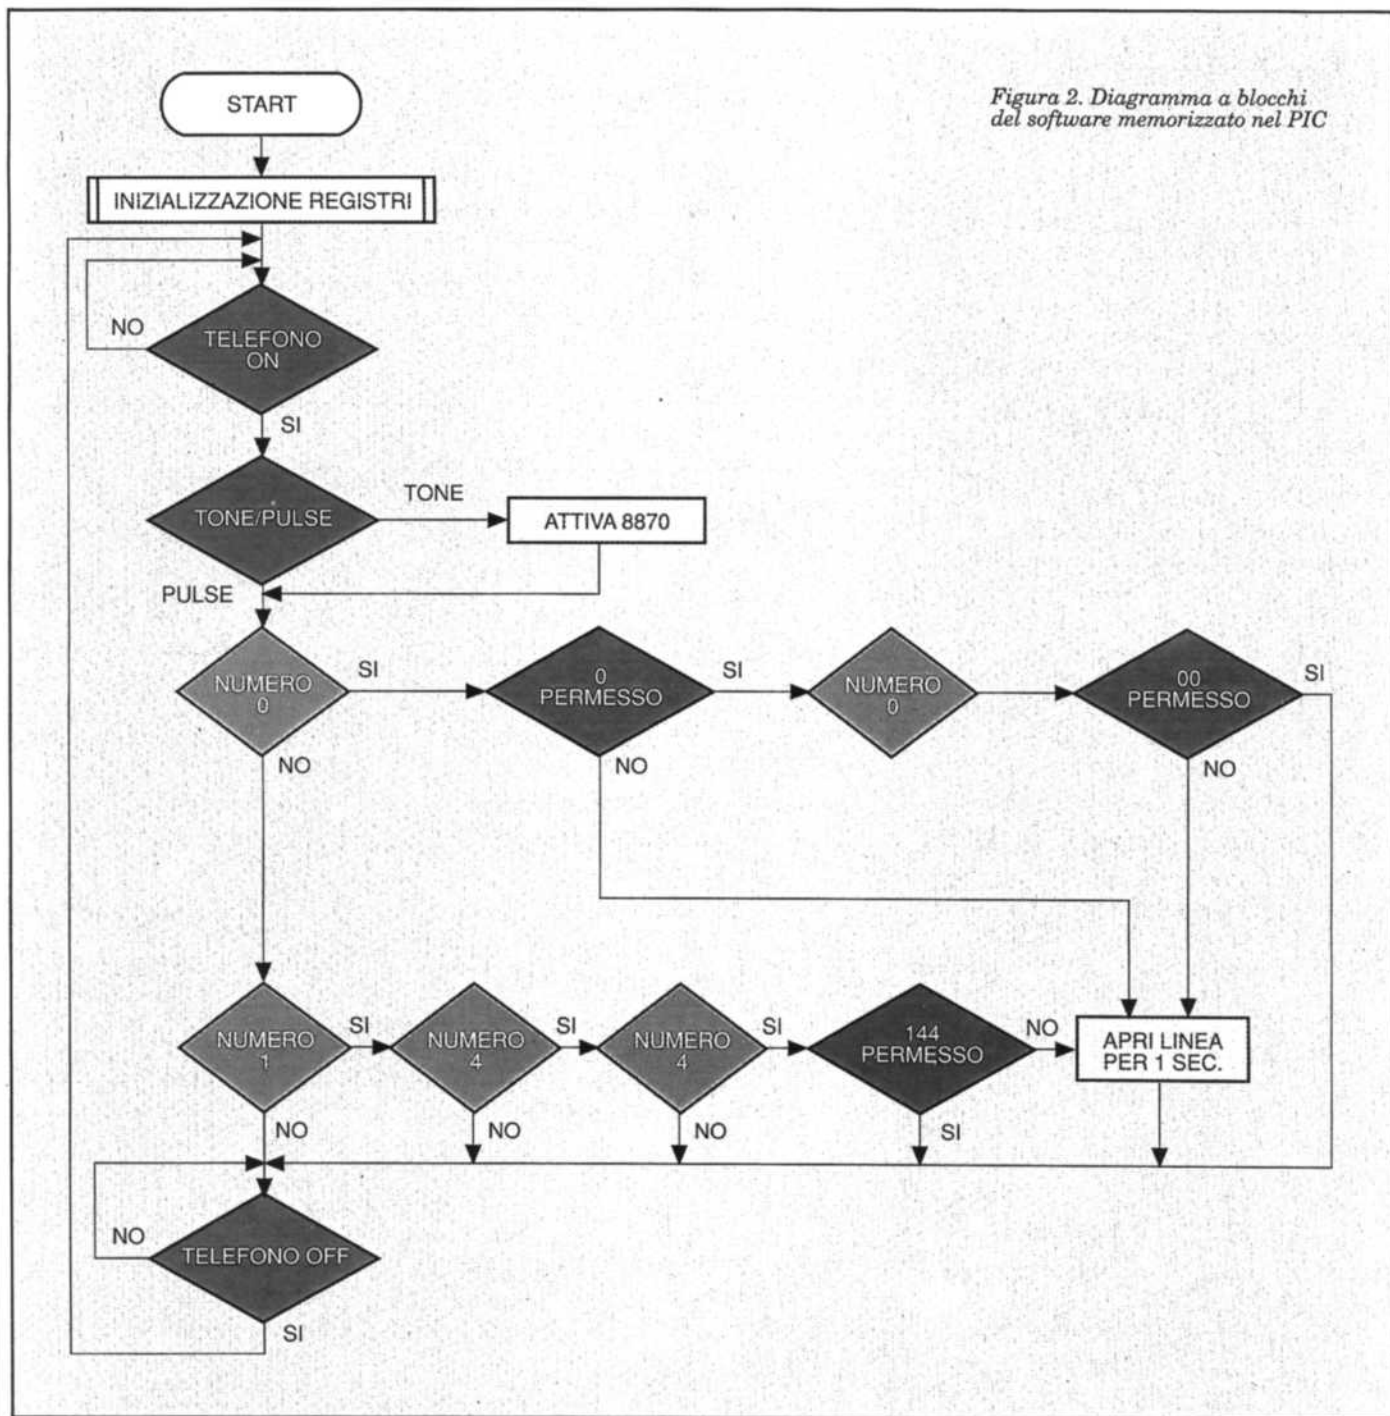 Figura 2. Diagramma a blocchi
del software memorizzato nel PIC
START
INIZIALIZZAZIONE REGISTRI
NO
TELEFONO
ON
SI
TONE/PULSE
TONE
ATTIVA 8870
PULSE
NUMERO
0
SI
0
PERMESSO
SI
NUMERO
0
00
PERMESSO
SI
NO
NO
NO
NUMERO
1
SI
NUMERO
4
SI
NUMERO
4
SI
144
PERMESSO
NO
APRI LINEA
PER 1 SEC.
NO
NO
NO
SI
NO
TELEFONO OFF
SI